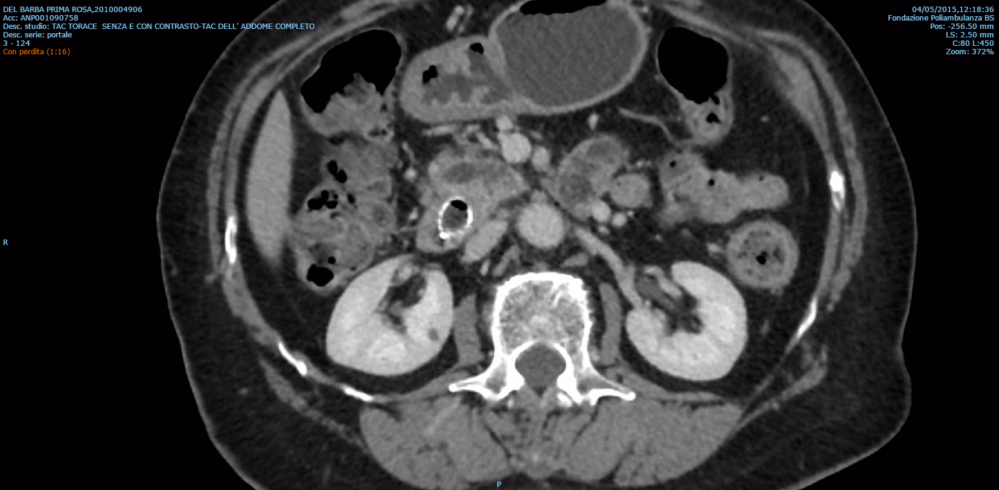 DEL BARBA PRIMA ROSA,2010004906
Acc: ANP001090758
Desc. studio: TAC TORACE  SENZA E CON CONTRASTO-TAC DELL' ADDOME COMPLETO
Desc. serie: portale
3 - 124
Con perdita (1:16)
04/05/2015,12:18:36
Fondazione Poliambulanza BS
Pos: -256.50 mm
LS: 2.50 mm
C:80 L:450
Zoom: 372%
R
P